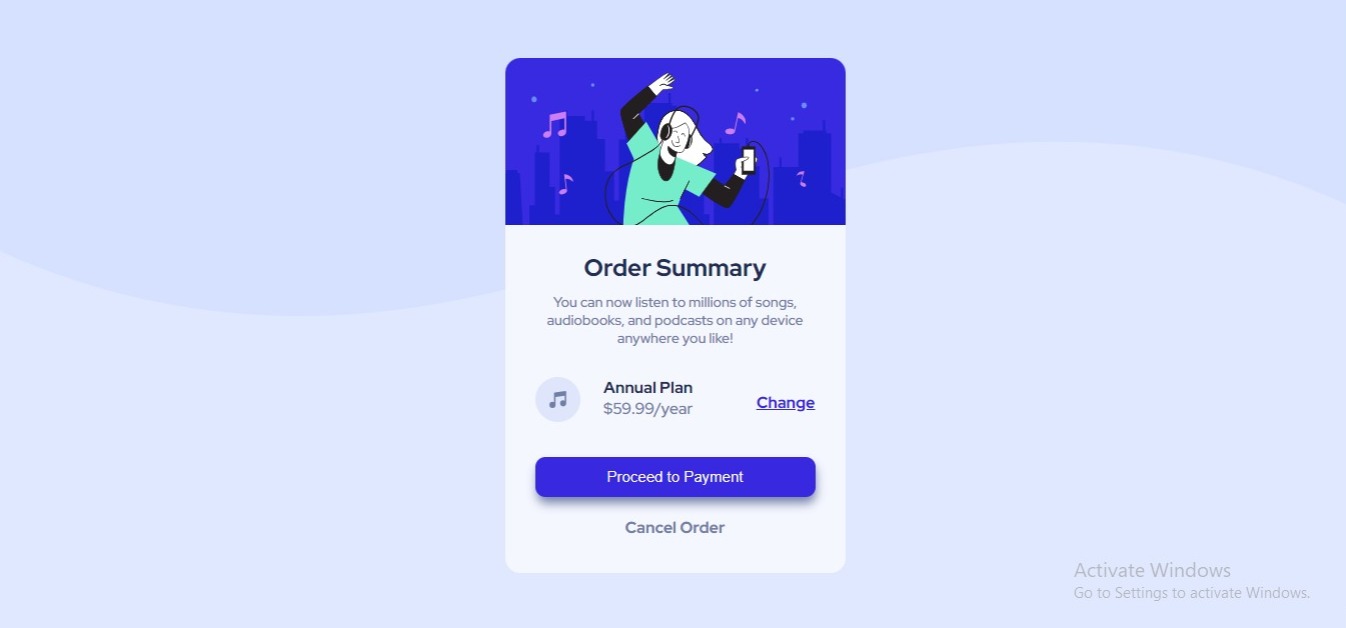 Order Summary
You can now listen to millions of songs,
audiobooks, and podcasts on any device
anywhere you like!
Annual Plan
$59.99/year
Change
Proceed to Payment
Cancel Order
Activate Windows
Go to Settings to activate Windows.